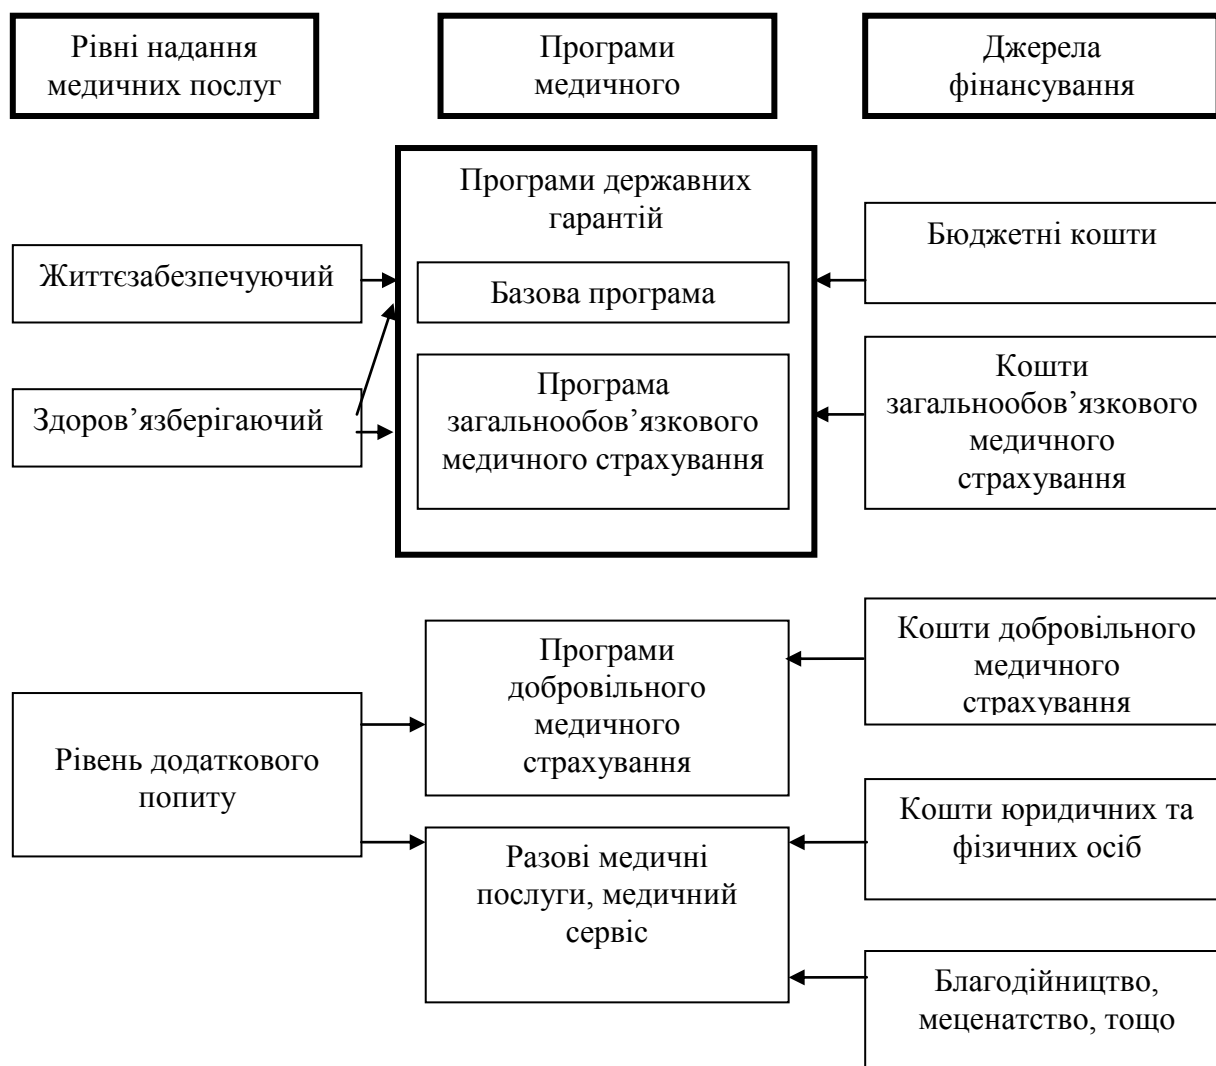 Рівні надання
медичних послуг
Програми
медичного
Джерела
фінансування
Програми державних
гарантій
Бюджетні кошти
Життєзабезпечуючий
Базова програма
Здоров’язберігаючий
Програма
загальнообов’язкового
медичного страхування
Кошти
загальнообов’язкового
медичного
страхування
Програми
добровільного
медичного
страхування
Кошти добровільного
медичного
страхування
Рівень додаткового
попиту
Разові медичні
послуги, медичний
сервіс
Кошти юридичних та
фізичних осіб
Благодійництво,
меценатство, тощо